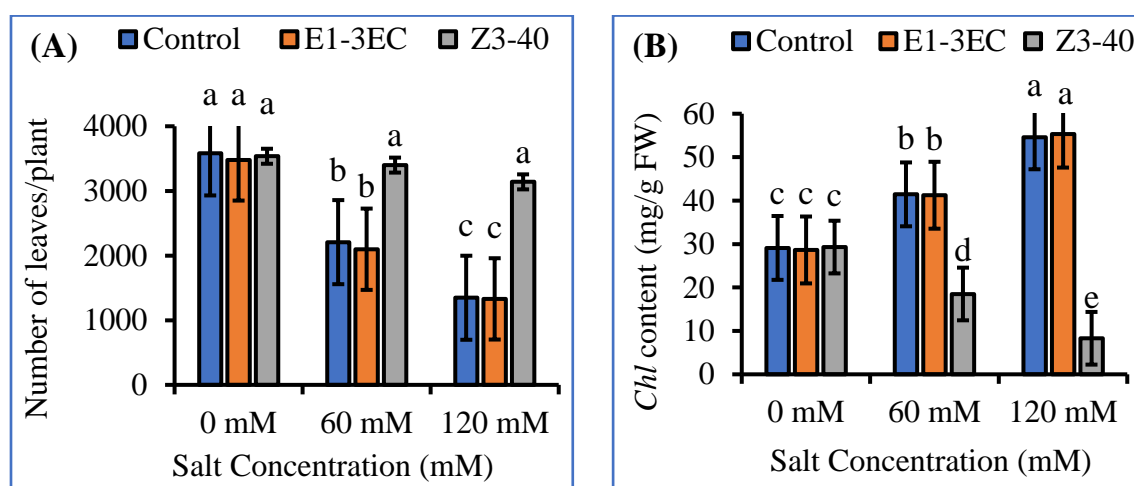 (A) Control E1-3EC Z3-40
Number of leaves/plant
4000
3000
2000
1000
0
a a a
b b a
c c a
0 mM 60 mM 120 mM
Salt Concentration (mM)
(B) Control E1-3EC Z3-40
Chl content (mg/g FW)
60
50
40
30
20
10
0
c c c
b b d
a a e
0 mM 60 mM 120 mM
Salt Concentration (mM)